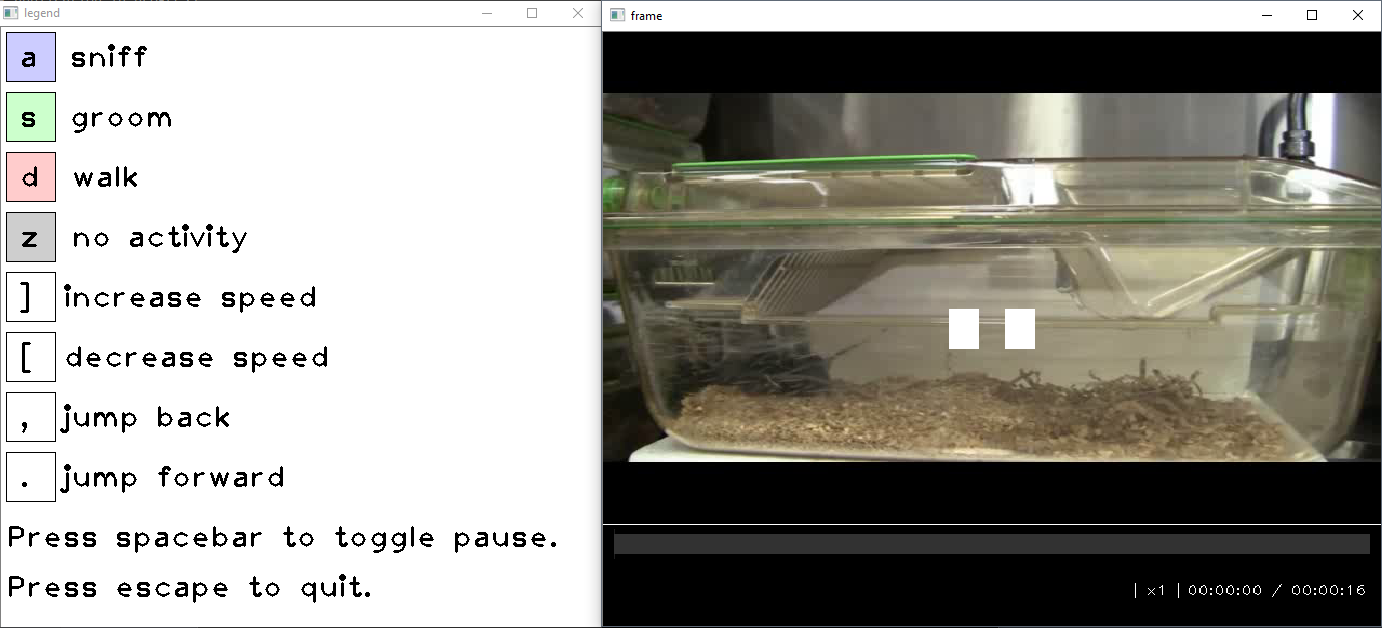 legend
a sniff
s groom
d walk
z no activity
] increase speed
[ decrease speed
, jump back
. jump forward
Press spacebar to toggle pause.
Press escape to quit.
frame
| x1 | 00:00:00 / 00:00:16